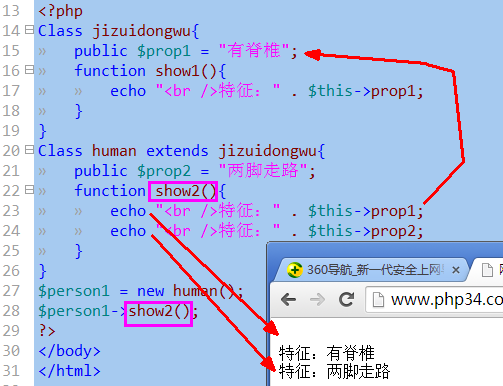 13 <?php
14 Class jizuidongwu{
15 public $prop1 = "有脊椎";
16 function show1(){
17 echo "<br />特征: " . $this->prop1;
18 }
19 }
20 Class human extends jizuidongwu{
21 public $prop2 = "两脚走路";
22 function show2(){
23 echo "<br />特征: " . $this->prop1;
24 echo "<br />特征: " . $this->prop2;
25 }
26 }
27 $person1 = new human();
28 $person1->show2();
29 ?>
30 </body>
31 </html>
360导航_新一代安全上网
www.php34.co
特征: 有脊椎
特征: 两脚走路